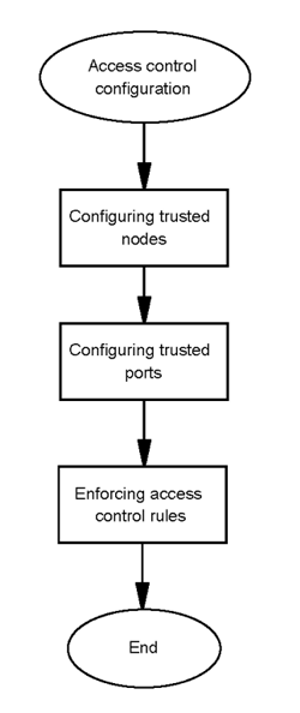 Access control
configuration
Configuring trusted
nodes
Configuring trusted
ports
Enforcing access
control rules
End